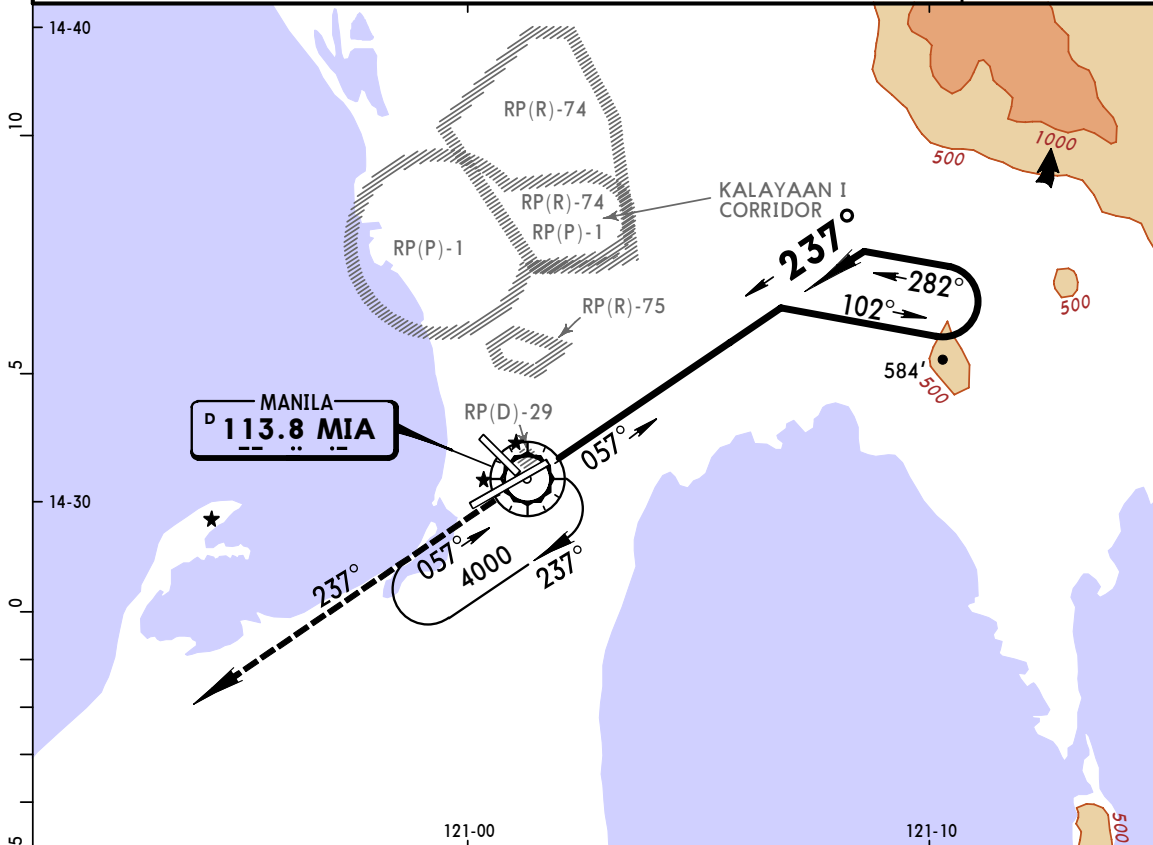 14-40
10
RP(R)-74
1000
500
RP(R)-74
RP(P)-1
KALAYAAN I
CORRIDOR
RP(P)-1
237°
282°
102°
500
RP(R)-75
5
584'
500
MANILA
D 113.8 MIA
RP(D)-29
057°
14-30
057°
4000
237°
237°
0
5
121-00
121-10
500